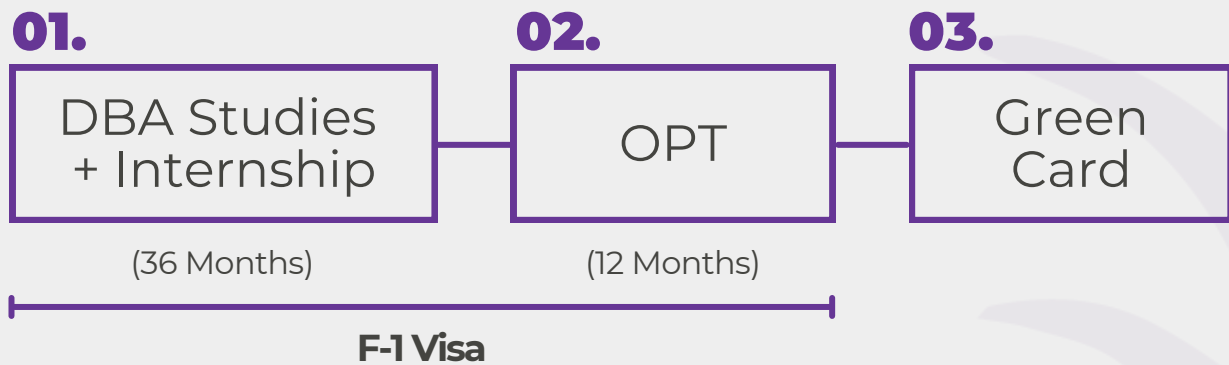 01.
DBA Studies
+ Internship
(36 Months)
02.
OPT
(12 Months)
03.
Green
Card
F-1 Visa